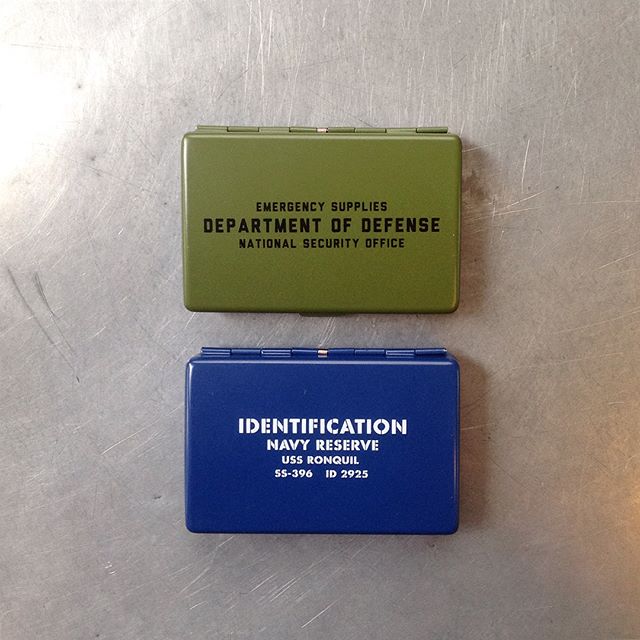 EMERGENCY SUPPLIES
DEPARTMENT OF DEFENSE
NATIONAL SECURITY OFFICE
IDENTIFICATION
NAVY RESERVE
USS RONQUIL
SS-396 ID 2925